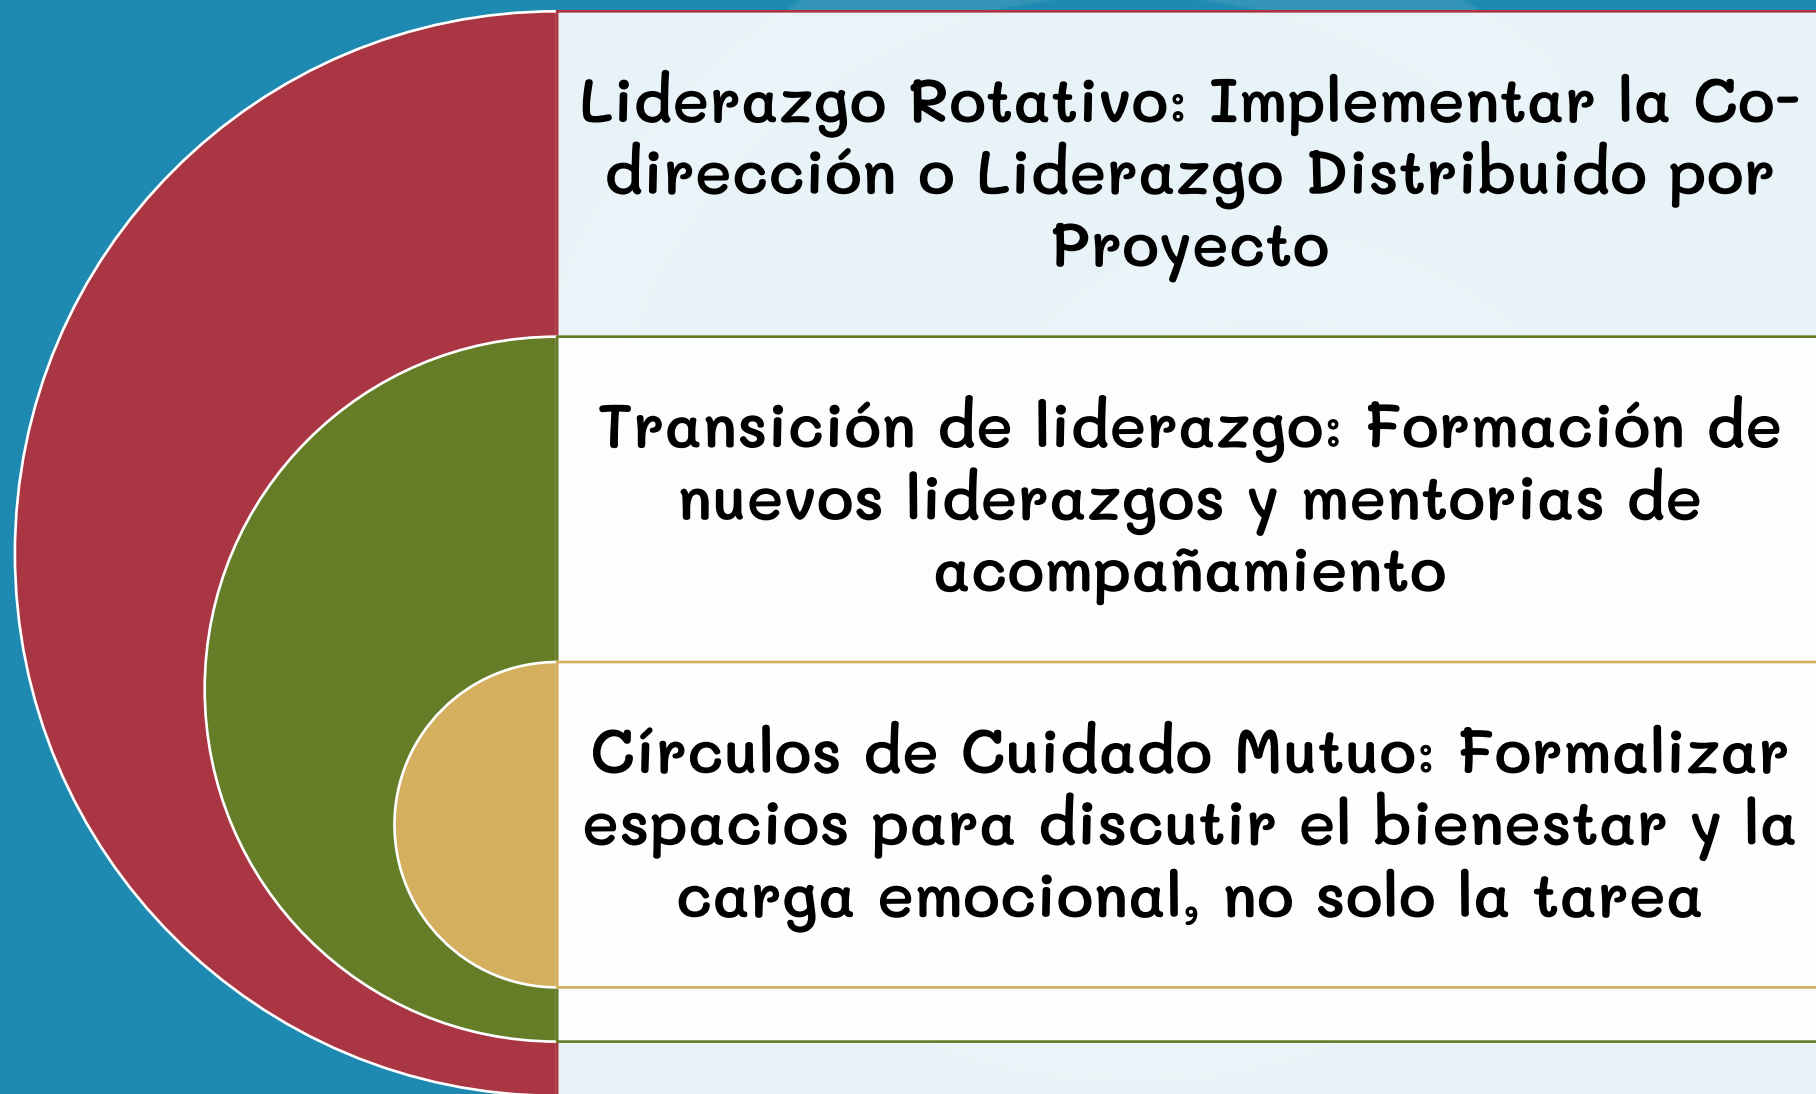 Liderazgo Rotativo: Implementar la Co-
dirección o Liderazgo Distribuido por
Proyecto
Transición de liderazgo: Formación de
nuevos liderazgos y mentorias de
acompañamiento
Círculos de Cuidado Mutuo: Formalizar
espacios para discutir el bienestar y la
carga emocional, no solo la tarea